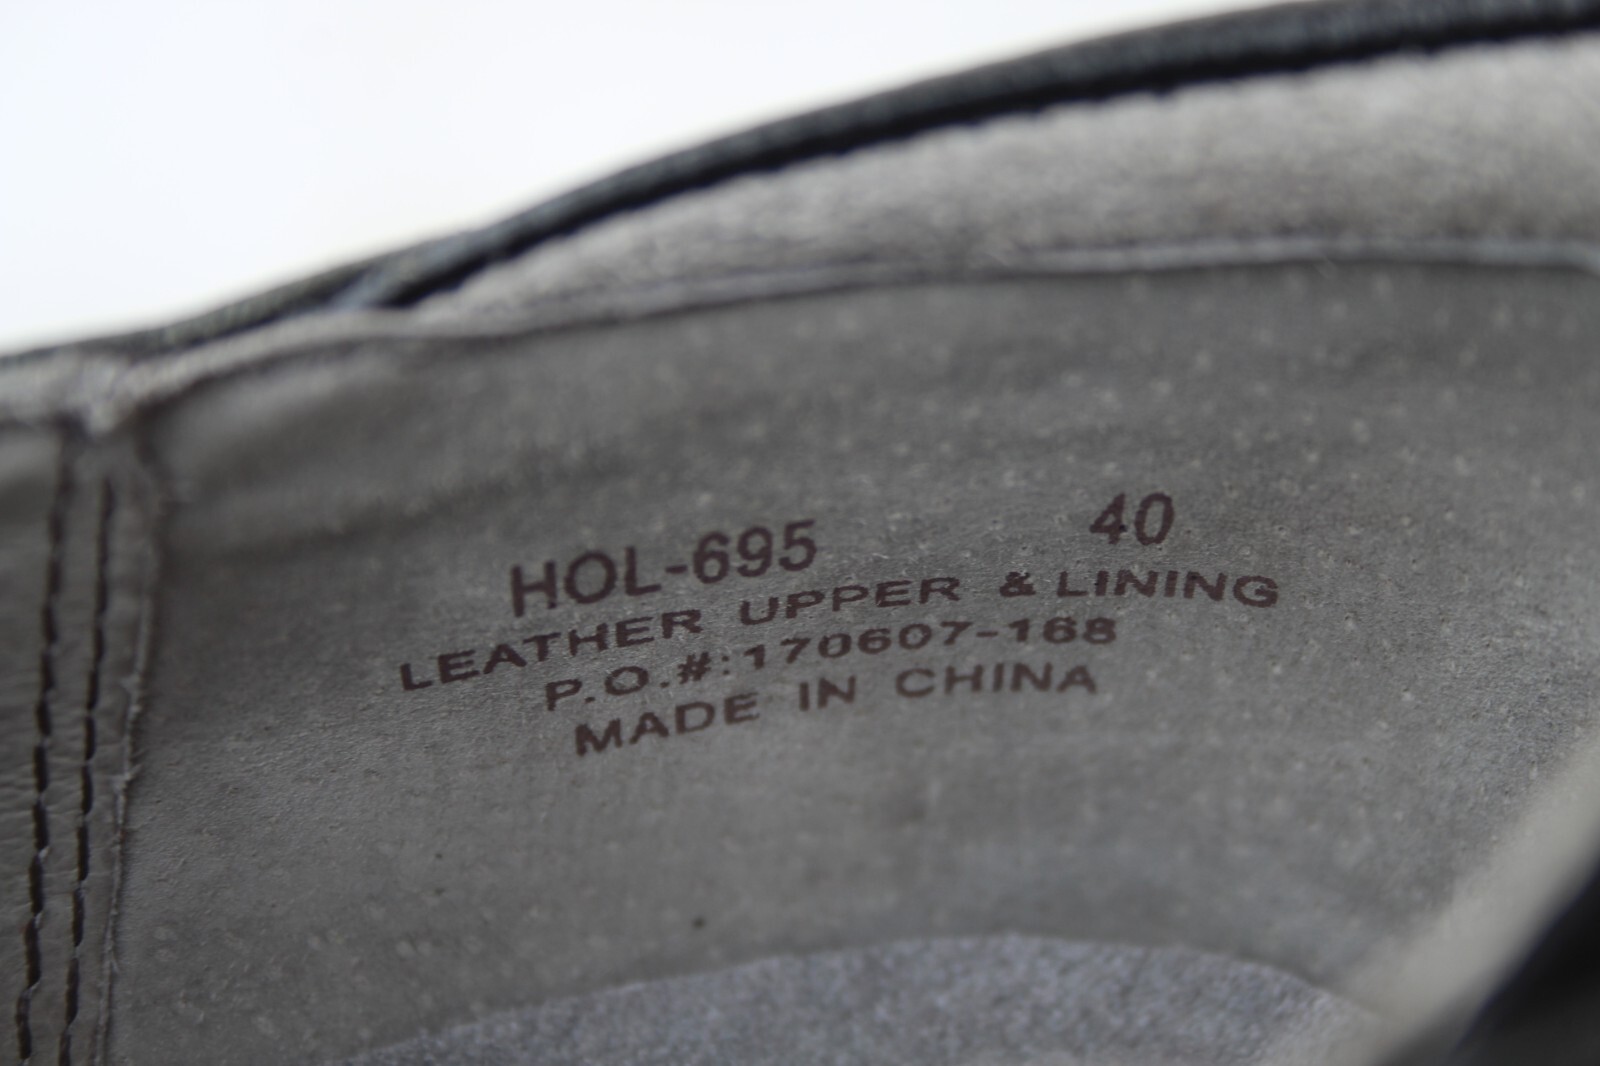 HOL-695 40
LEATHER UPPER & LINING
P.O.#:170607-168
MADE IN CHINA